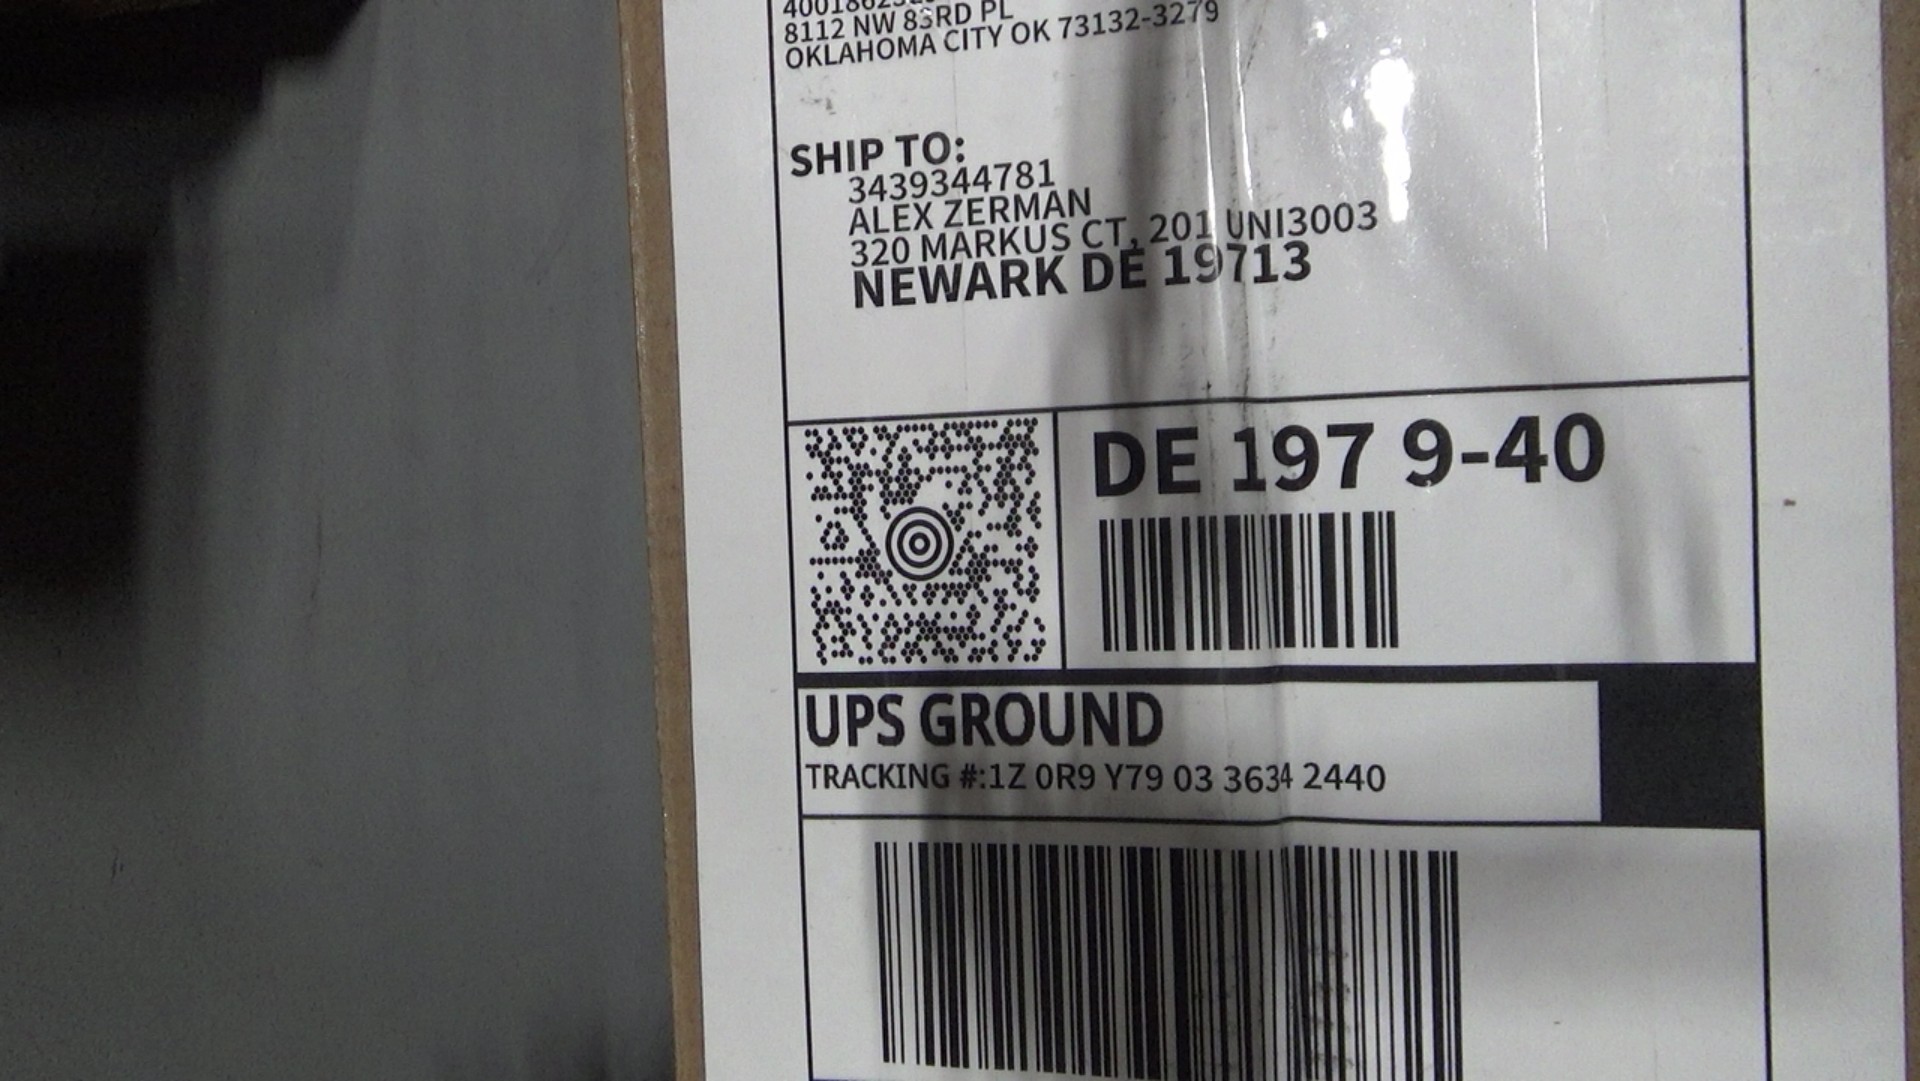 8112 NW 83RD PL
OKLAHOMA CITY OK 73132-3279
SHIP TO:
3439344781
ALEX ZERMAN
320 MARKUS CT, 201 UNI3003
NEWARK DE 19713
DE 197 9-40
UPS GROUND
TRACKING #:1Z 0R9 Y79 03 3634 2440